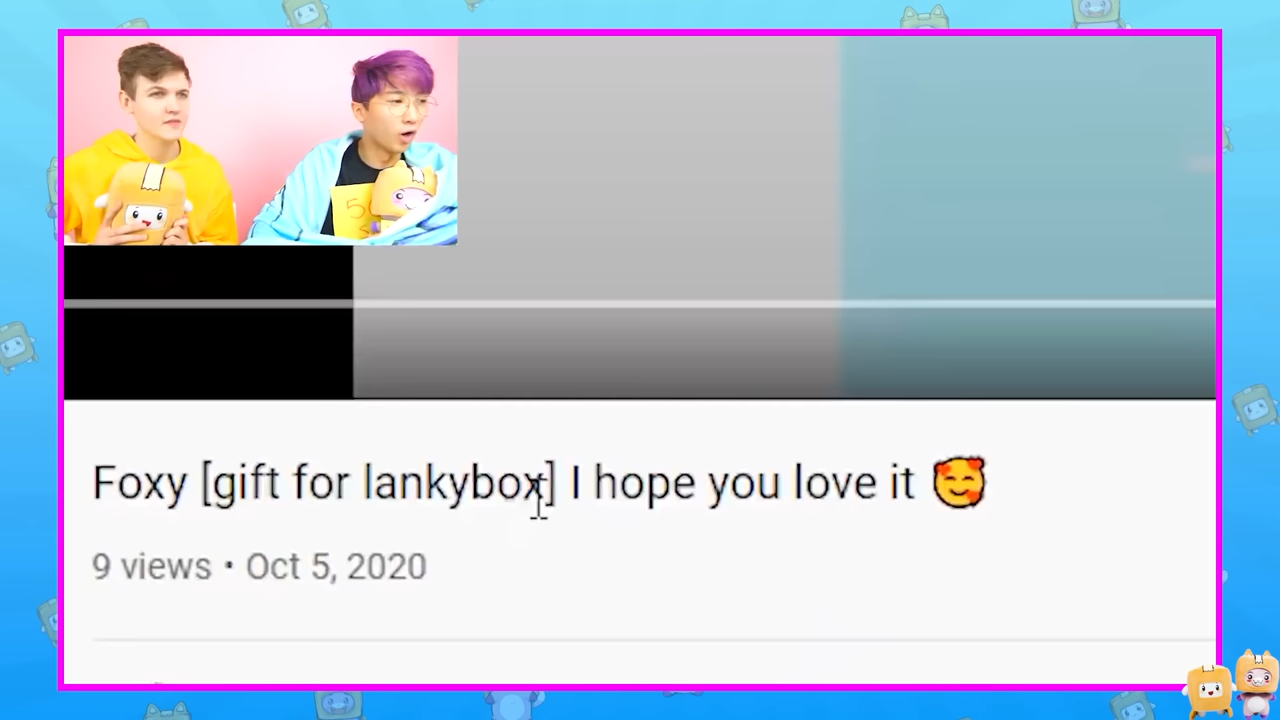 Foxy [gift for lankybox] I hope you love it 🥰
9 views • Oct 5, 2020